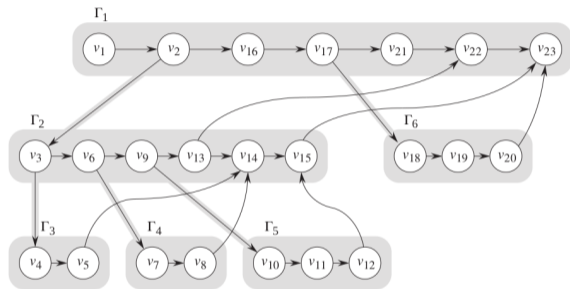 Γ₁
v₁ v₂ v₁₆ v₁₇ v₂₁ v₂₂ v₂₃
Γ₂ Γ₆
v₃ v₆ v₉ v₁₃ v₁₄ v₁₅ v₁₈ v₁₉ v₂₀
Γ₃ Γ₄ Γ₅
v₄ v₅ v₇ v₈ v₁₀ v₁₁ v₁₂